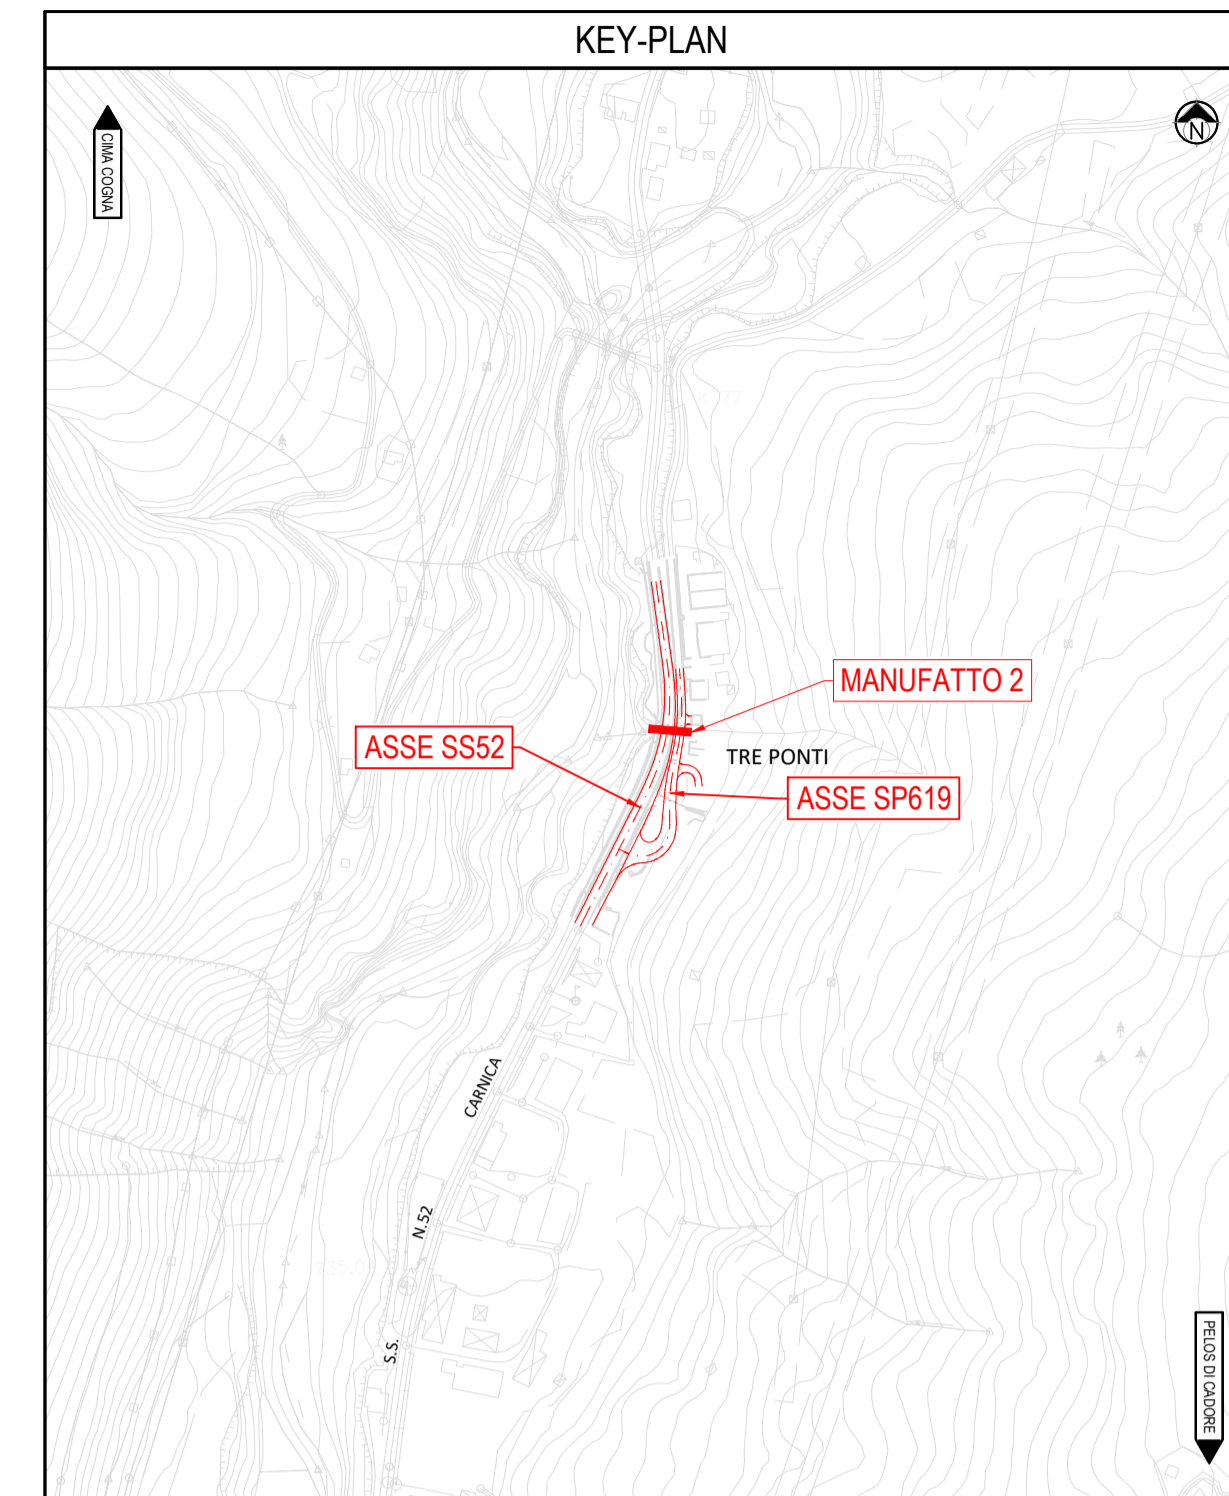 KEY-PLAN
CIMA COGNA
N
MANUFATTO 2
ASSE SS52
TRE PONTI
ASSE SP619
CARNICA
N.52
S.S.
PELOS DI CADORE